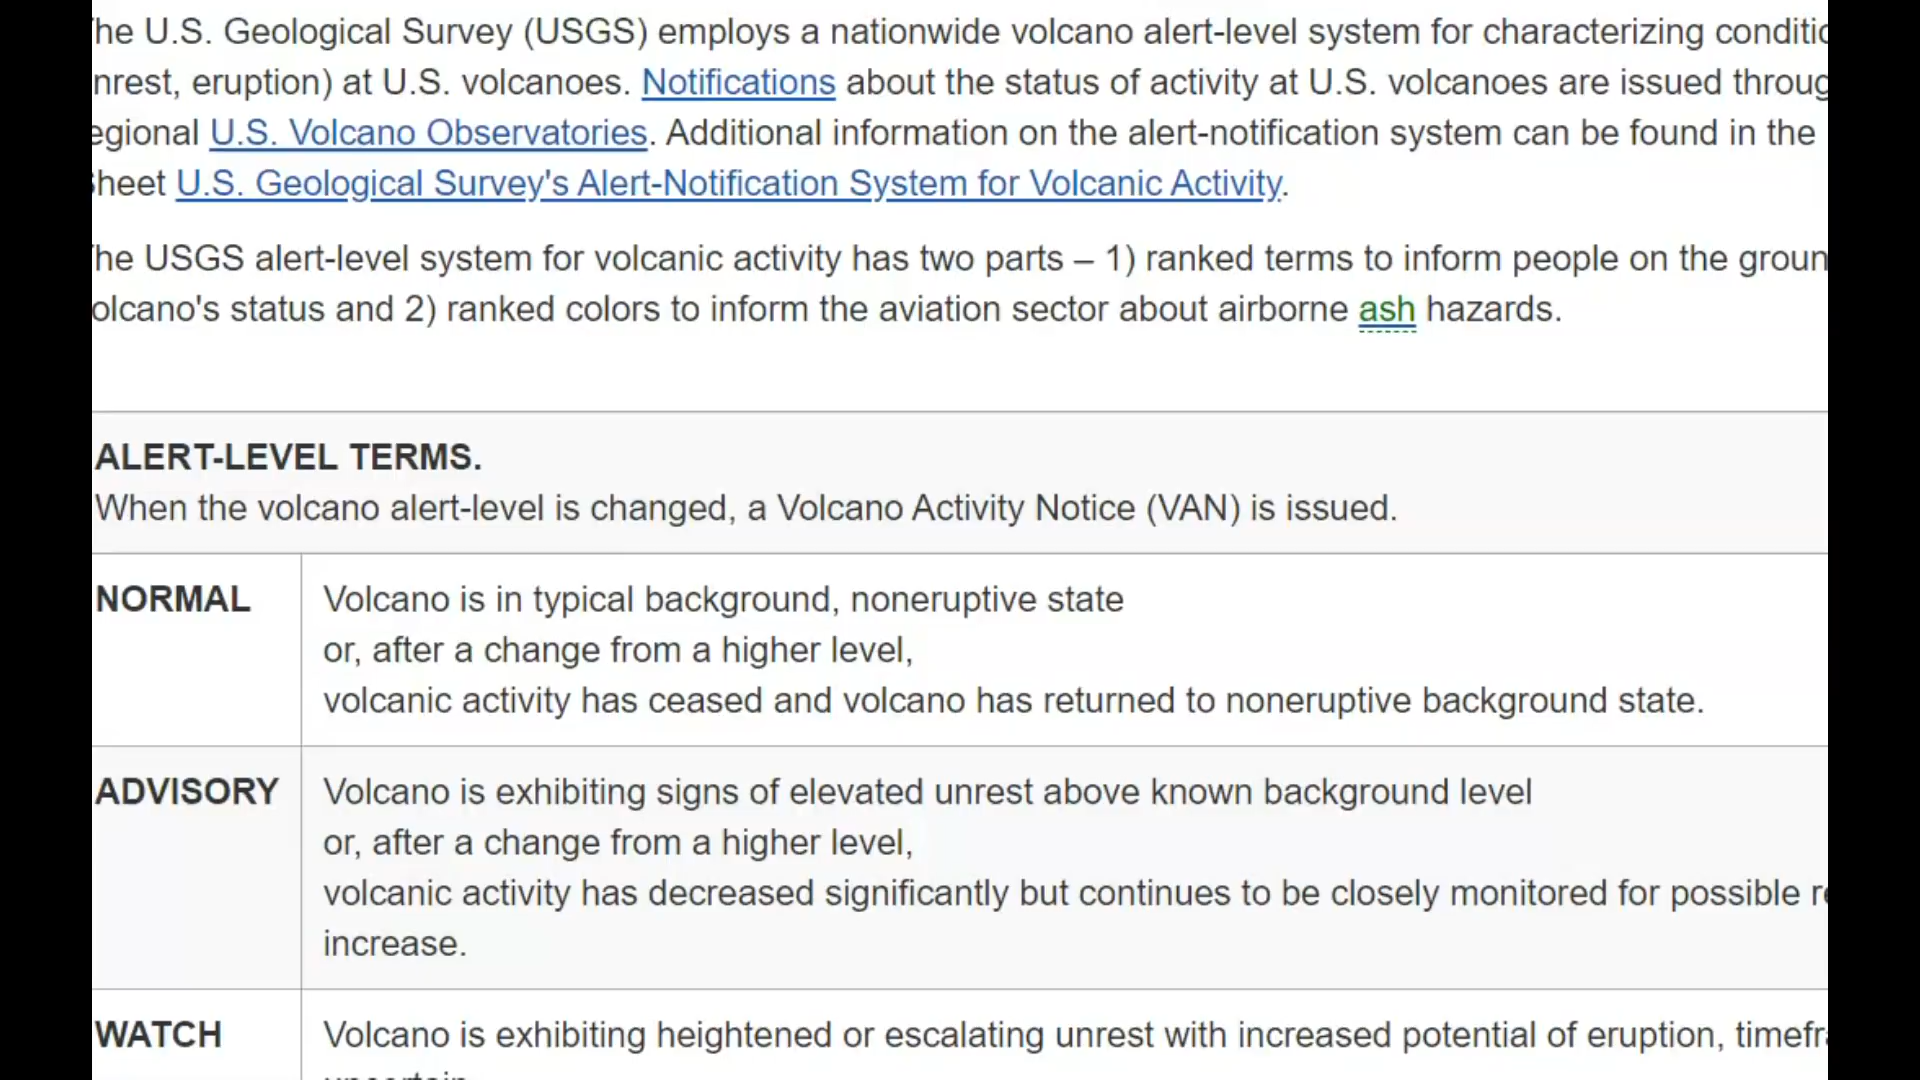 he U.S. Geological Survey (USGS) employs a nationwide volcano alert-level system for characterizing conditio
nrest, eruption) at U.S. volcanoes. Notifications about the status of activity at U.S. volcanoes are issued throug
egional U.S. Volcano Observatories. Additional information on the alert-notification system can be found in the
heet U.S. Geological Survey's Alert-Notification System for Volcanic Activity.
he USGS alert-level system for volcanic activity has two parts – 1) ranked terms to inform people on the groun
olcano's status and 2) ranked colors to inform the aviation sector about airborne ash hazards.
ALERT-LEVEL TERMS.
When the volcano alert-level is changed, a Volcano Activity Notice (VAN) is issued.
NORMAL
Volcano is in typical background, noneruptive state
or, after a change from a higher level,
volcanic activity has ceased and volcano has returned to noneruptive background state.
ADVISORY
Volcano is exhibiting signs of elevated unrest above known background level
or, after a change from a higher level,
volcanic activity has decreased significantly but continues to be closely monitored for possible re
increase.
WATCH
Volcano is exhibiting heightened or escalating unrest with increased potential of eruption, timefr